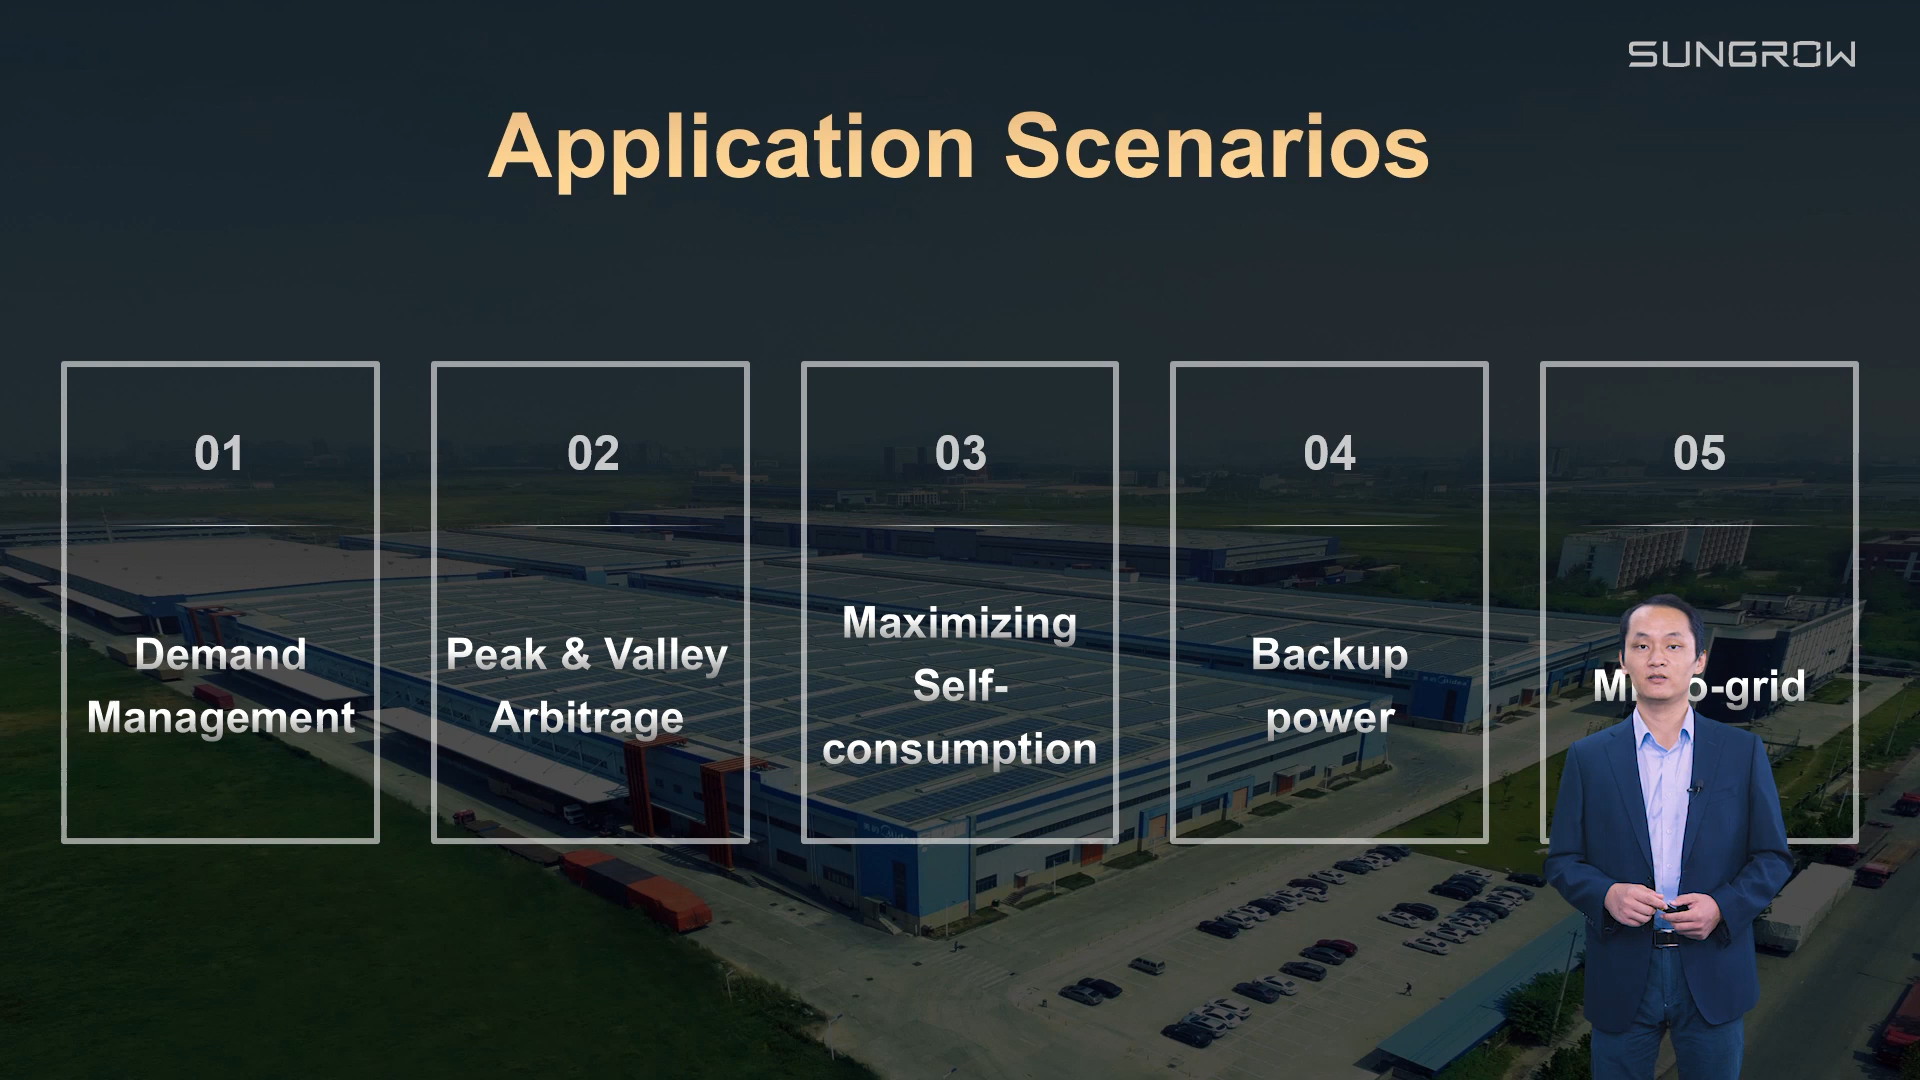 SUNGROW
Application Scenarios
01
Demand
Management
02
Peak & Valley
Arbitrage
03
Maximizing
Self-
consumption
04
Backup
power
05
-grid